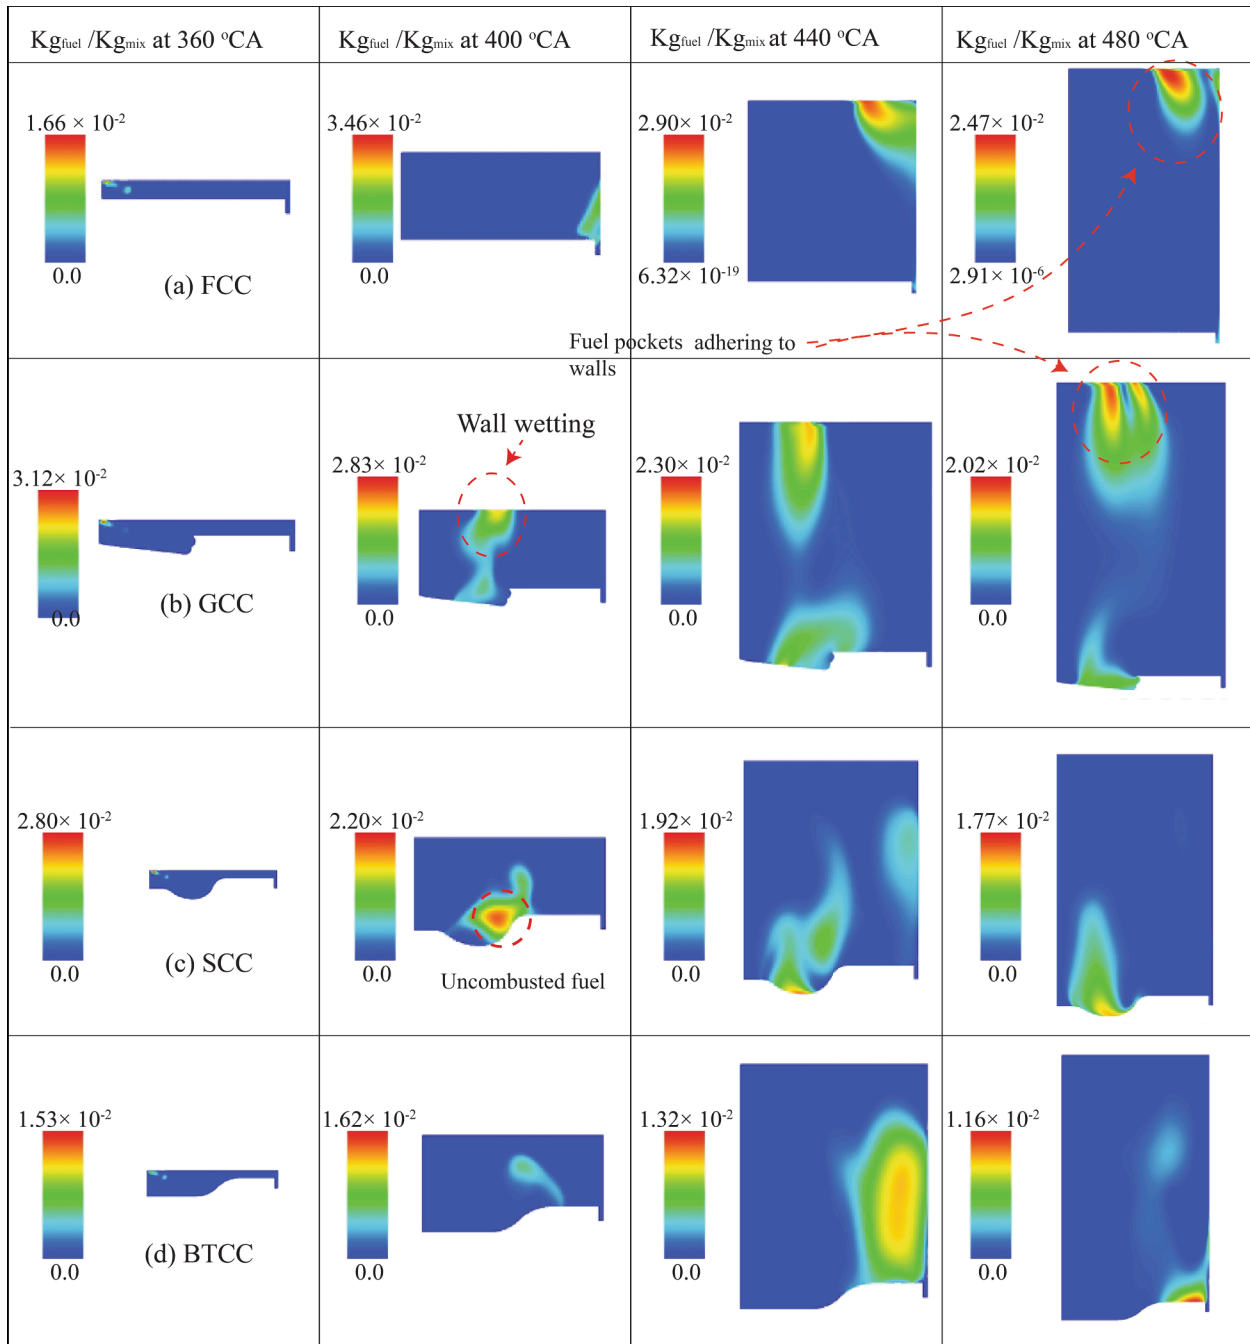 Kgfuel /Kgmix at 360 °CA
Kgfuel /Kgmix at 400 °CA
Kgfuel /Kgmix at 440 °CA
Kgfuel /Kgmix at 480 °CA
1.66 × 10-2
0.0
(a) FCC
3.46× 10-2
0.0
2.90× 10-2
6.32× 10-19
2.47× 10-2
2.91× 10-6
Fuel pockets adhering to
walls
3.12× 10-2
0.0
(b) GCC
Wall wetting
2.83× 10-2
0.0
2.30× 10-2
0.0
2.02× 10-2
0.0
2.80× 10-2
0.0
(c) SCC
2.20× 10-2
0.0
Uncombusted fuel
1.92× 10-2
0.0
1.77× 10-2
0.0
1.53× 10-2
0.0
(d) BTCC
1.62× 10-2
0.0
1.32× 10-2
0.0
1.16× 10-2
0.0